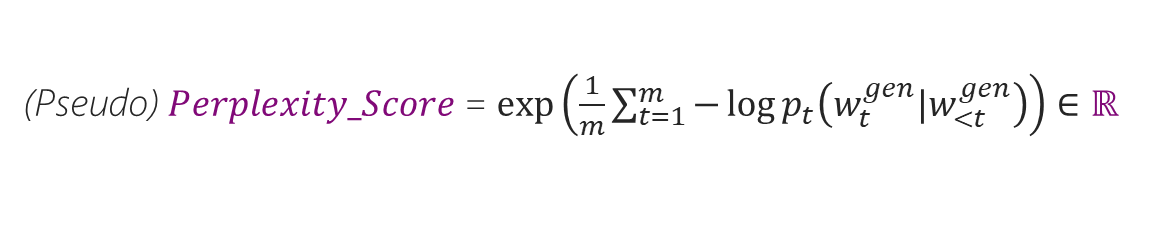 (Pseudo) Perplexity_Score = exp(1/m ∑_{t=1}^{m} − log p_t(w_t^{gen}|w_{<t}^{gen})) ∈ ℝ